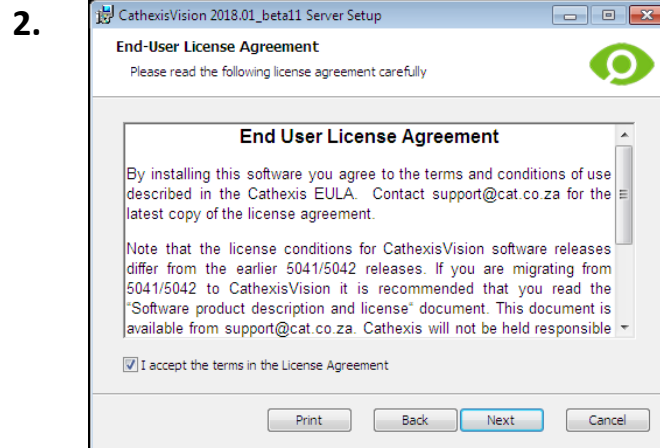 2.
CathexisVision 2018.01_beta11 Server Setup
End-User License Agreement
Please read the following license agreement carefully
End User License Agreement
By installing this software you agree to the terms and conditions of use
described in the Cathexis EULA. Contact support@cat.co.za for the
latest copy of the license agreement.
Note that the license conditions for CathexisVision software releases
differ from the earlier 5041/5042 releases. If you are migrating from
5041/5042 to CathexisVision it is recommended that you read the
"Software product description and license" document. This document is
available from support@cat.co.za. Cathexis will not be held responsible
I accept the terms in the License Agreement
Print Back Next Cancel